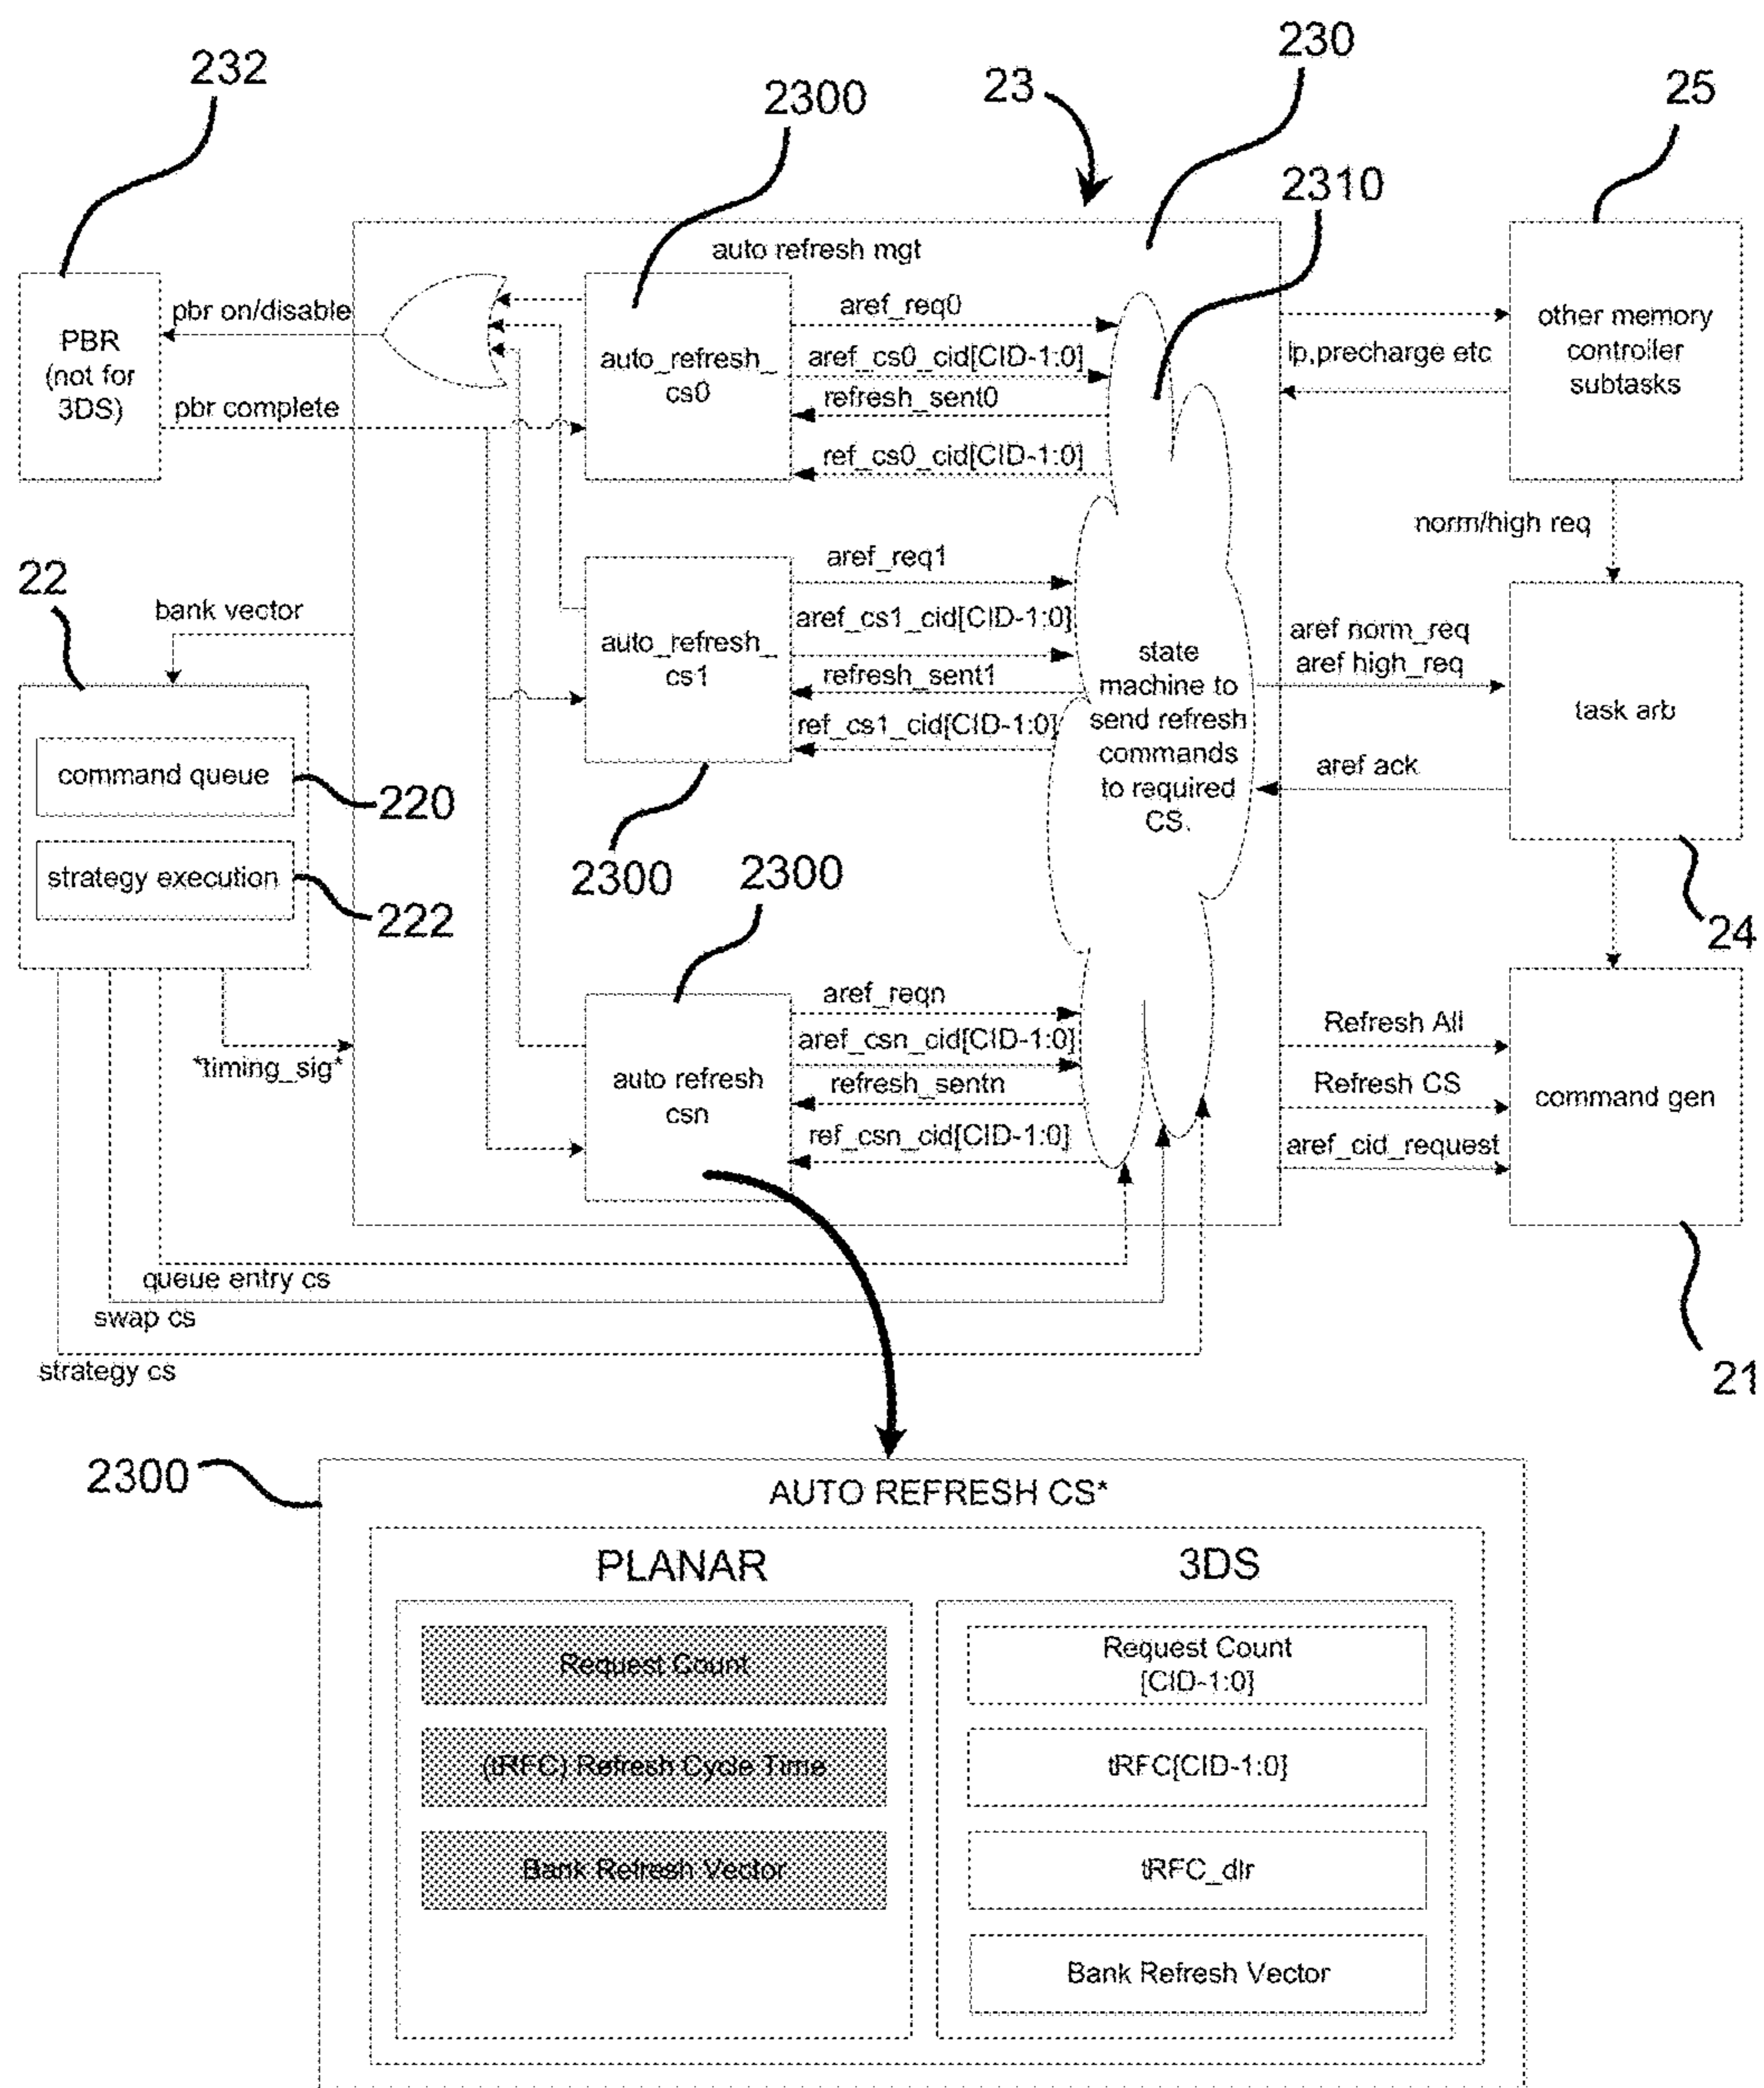 232
2300
23
230
25
2310
auto refresh mgt
PBR
(not for
3DS)
pbr on/disable
pbr complete
auto_refresh_
cs0
aref_req0
aref_cs0_cid[CID-1:0]
refresh_sent0
ref_cs0_cid[CID-1:0]
other memory
controller
subtasks
lp,precharge etc
norm/high req
22
bank vector
command queue
220
strategy execution
222
auto_refresh_
cs1
aref_req1
aref_cs1_cid[CID-1:0]
refresh_sent1
ref_cs1_cid[CID-1:0]
2300
2300
state
machine to
send refresh
commands
to required
CS.
aref norm_req
aref high_req
aref ack
task arb
24
*timing_sig*
auto refresh
csn
aref_reqn
aref_csn_cid[CID-1:0]
refresh_sentn
ref_csn_cid[CID-1:0]
Refresh All
Refresh CS
aref_cid_request
command gen
21
queue entry cs
swap cs
strategy cs
2300
AUTO REFRESH CS*
PLANAR
Request Count
(tRFC) Refresh Cycle Time
Bank Refresh Vector
3DS
Request Count
[CID-1:0]
tRFC[CID-1:0]
tRFC_dlr
Bank Refresh Vector